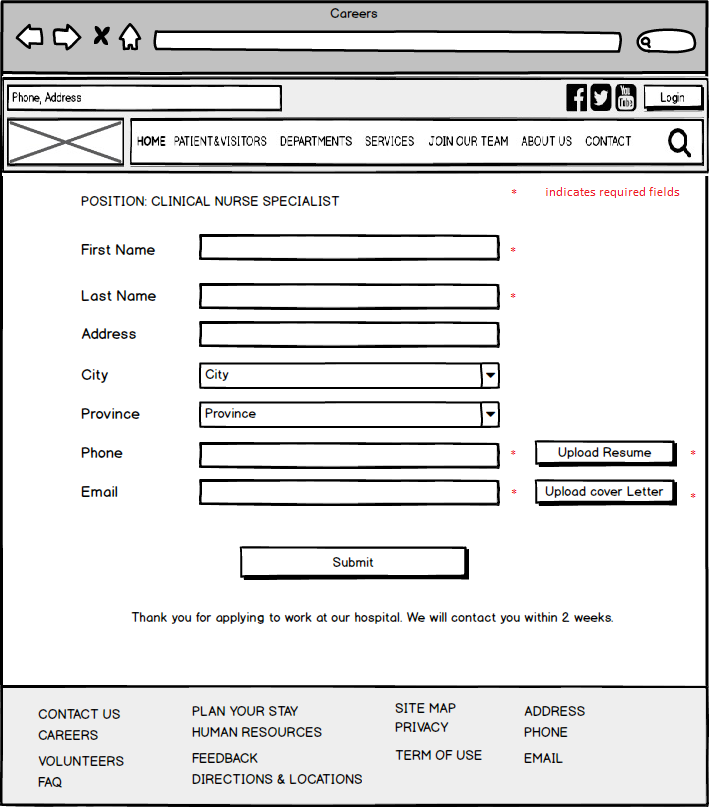 Careers
Phone, Address
You Tube
Login
HOME PATIENT&VISITORS DEPARTMENTS SERVICES JOIN OUR TEAM ABOUT US CONTACT
* indicates required fields
POSITION: CLINICAL NURSE SPECIALIST
First Name *
Last Name *
Address
City City
Province Province
Phone * Upload Resume *
Email * Upload cover Letter *
Submit
Thank you for applying to work at our hospital. We will contact you within 2 weeks.
CONTACT US PLAN YOUR STAY SITE MAP ADDRESS
CAREERS HUMAN RESOURCES PRIVACY PHONE
VOLUNTEERS FEEDBACK TERM OF USE EMAIL
FAQ DIRECTIONS & LOCATIONS